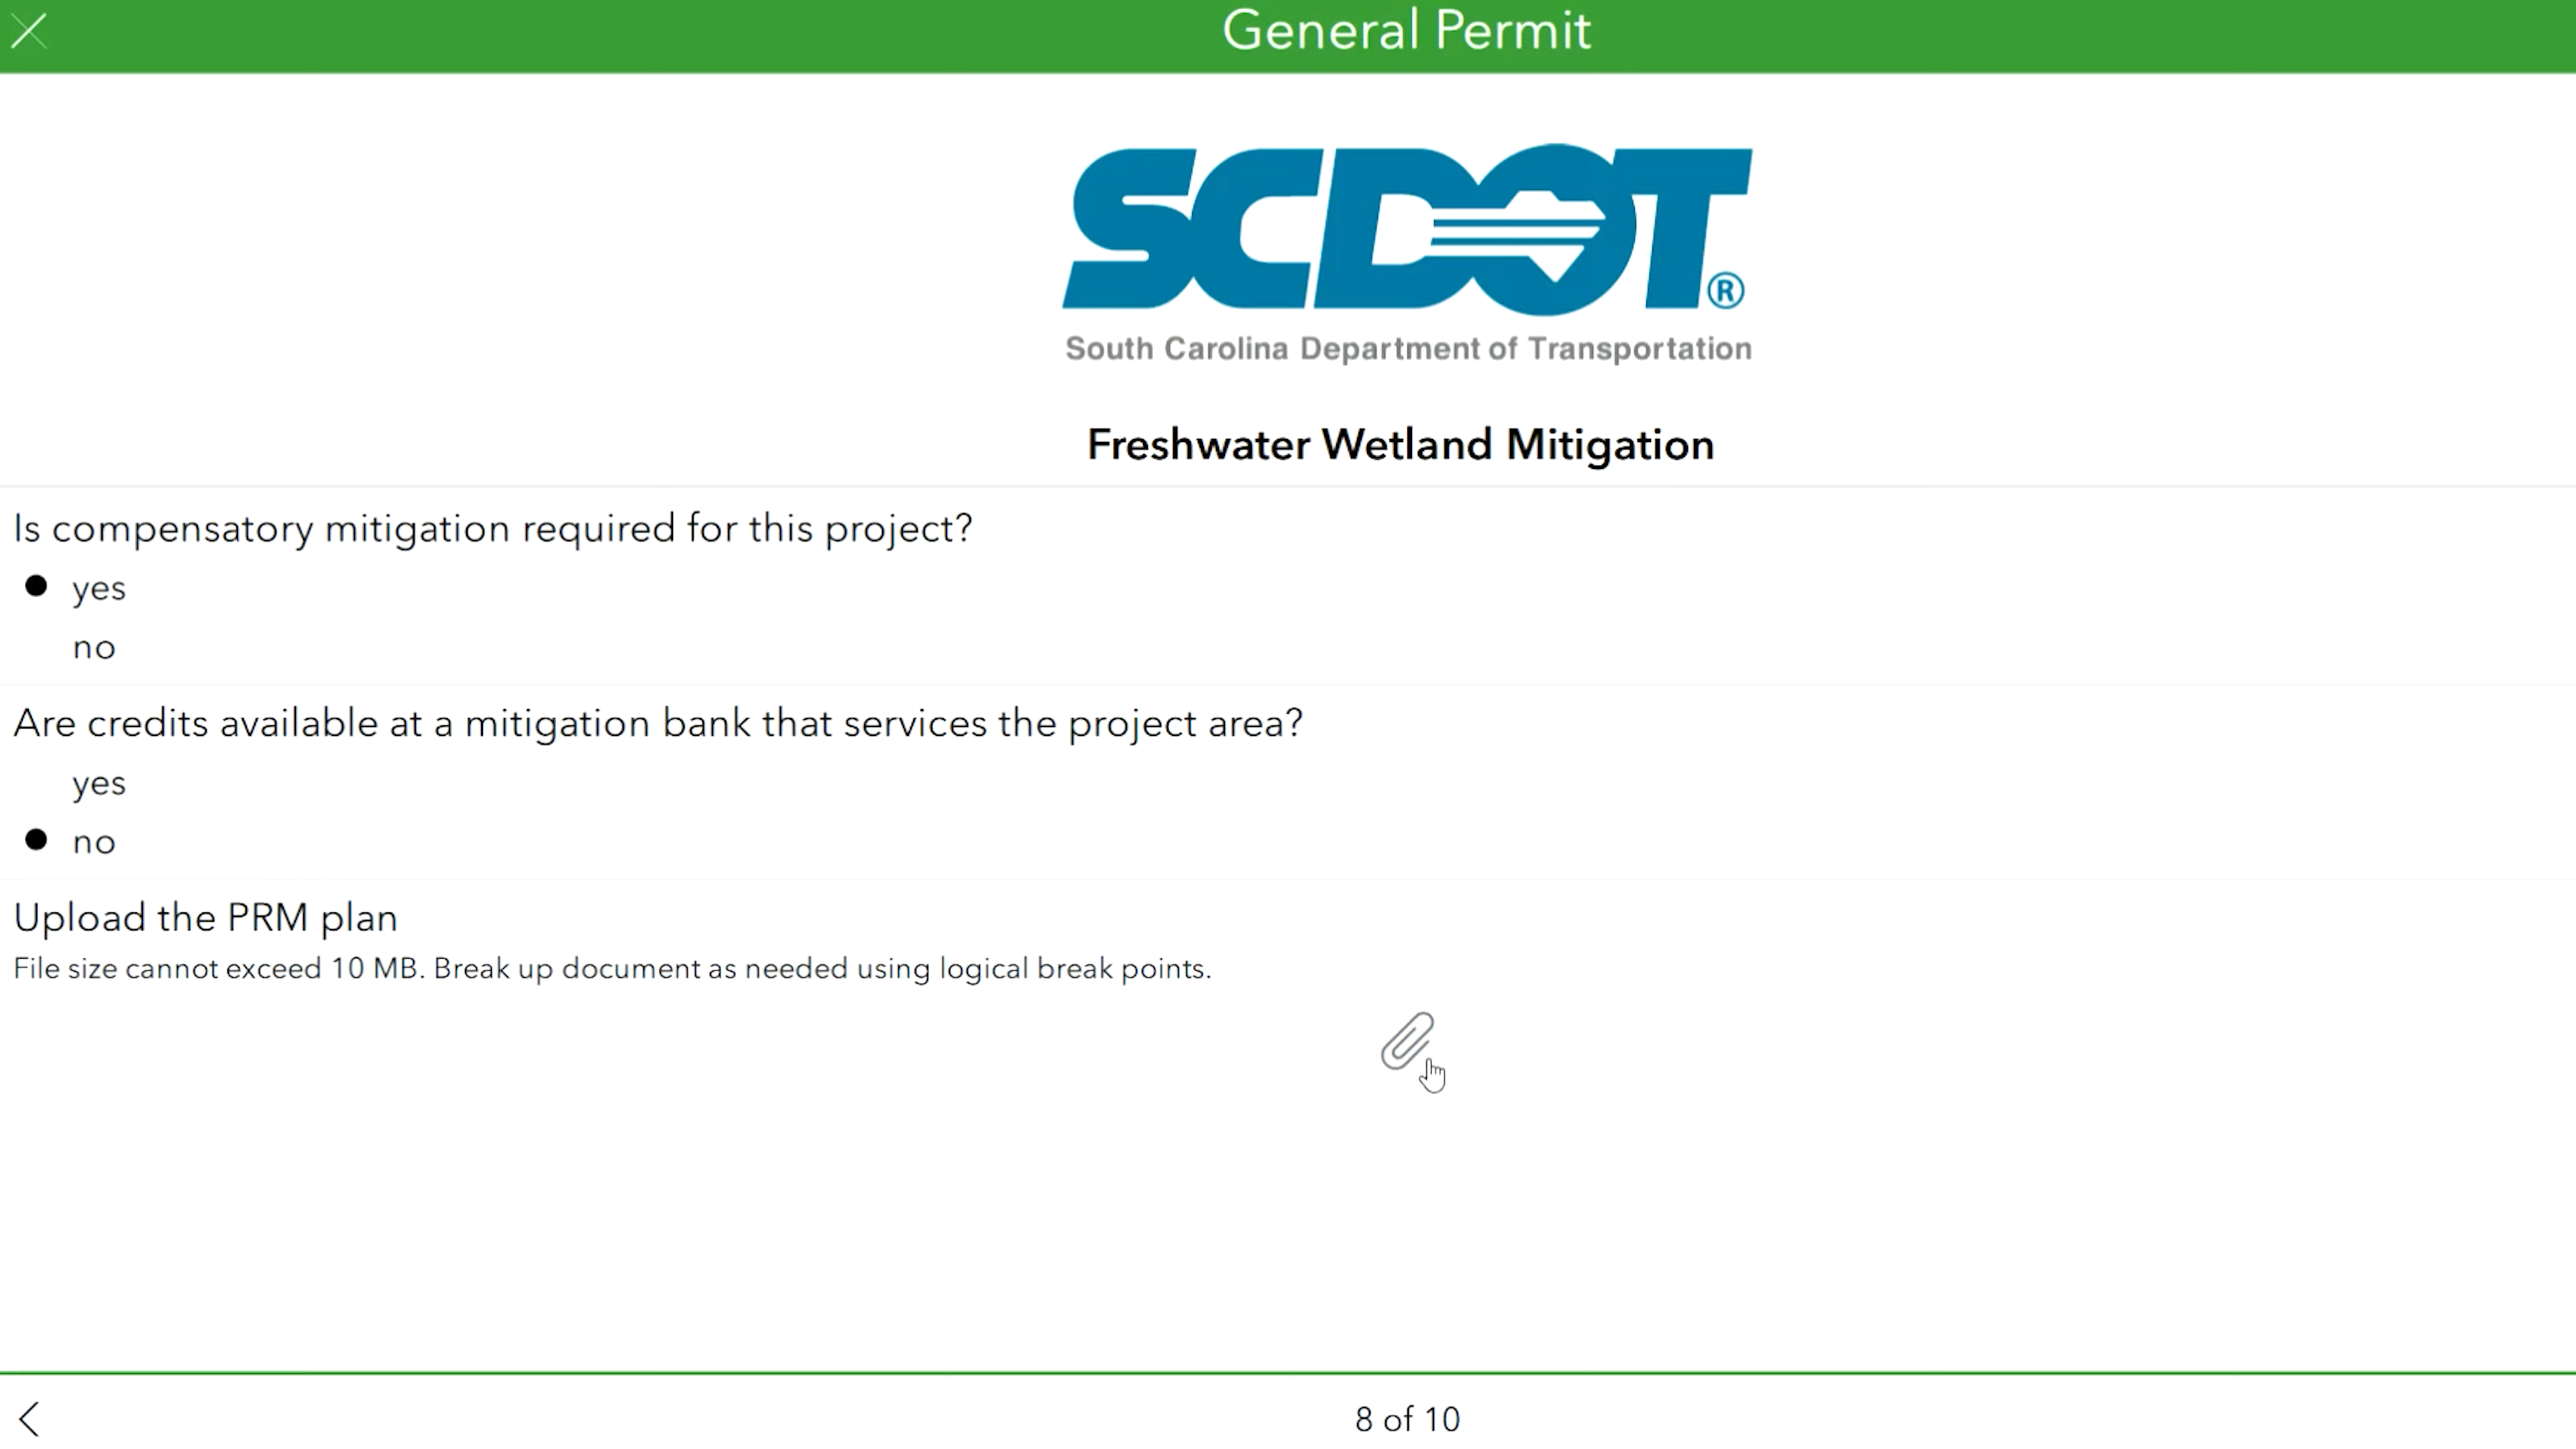 General Permit
SCDOT®
South Carolina Department of Transportation
Freshwater Wetland Mitigation
Is compensatory mitigation required for this project?
yes
no
Are credits available at a mitigation bank that services the project area?
yes
no
Upload the PRM plan
File size cannot exceed 10 MB. Break up document as needed using logical break points.
8 of 10